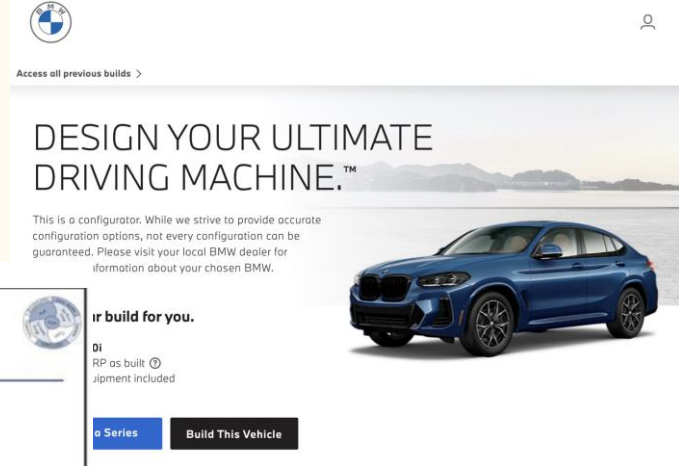 BMW
Access all previous builds >
DESIGN YOUR ULTIMATE
DRIVING MACHINE.™
This is a configurator. While we strive to provide accurate
configuration options, not every configuration can be
guaranteed. Please visit your local BMW dealer for
formation about your chosen BMW.
r build for you.
0i
RP as built ?
uipment included
a Series
Build This Vehicle